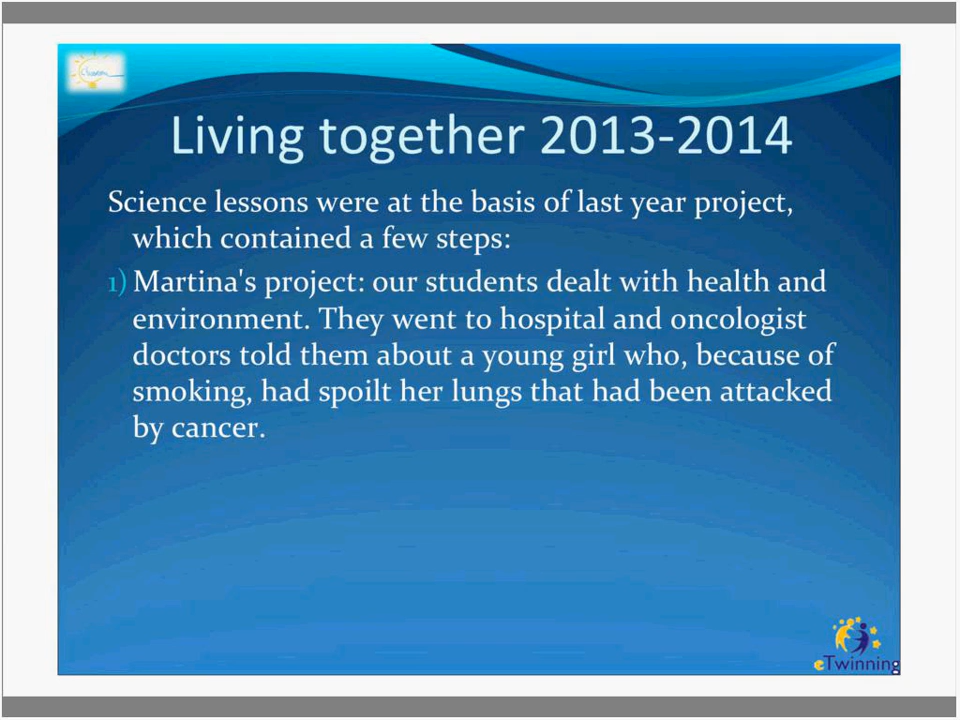 Living together 2013-2014
Science lessons were at the basis of last year project,
which contained a few steps:
1) Martina's project: our students dealt with health and
environment. They went to hospital and oncologist
doctors told them about a young girl who, because of
smoking, had spoilt her lungs that had been attacked
by cancer.
eTwinning